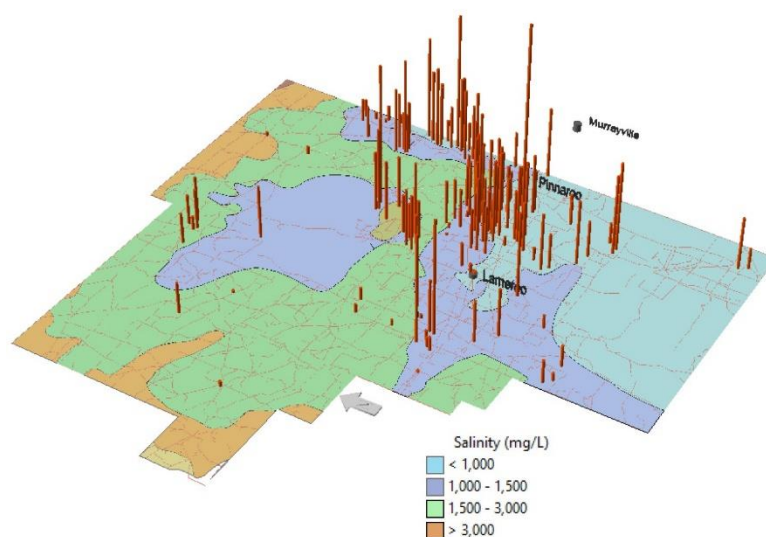 Murrayville
Pinnaroo
Lameroo
Salinity (mg/L)
< 1,000
1,000 - 1,500
1,500 - 3,000
> 3,000